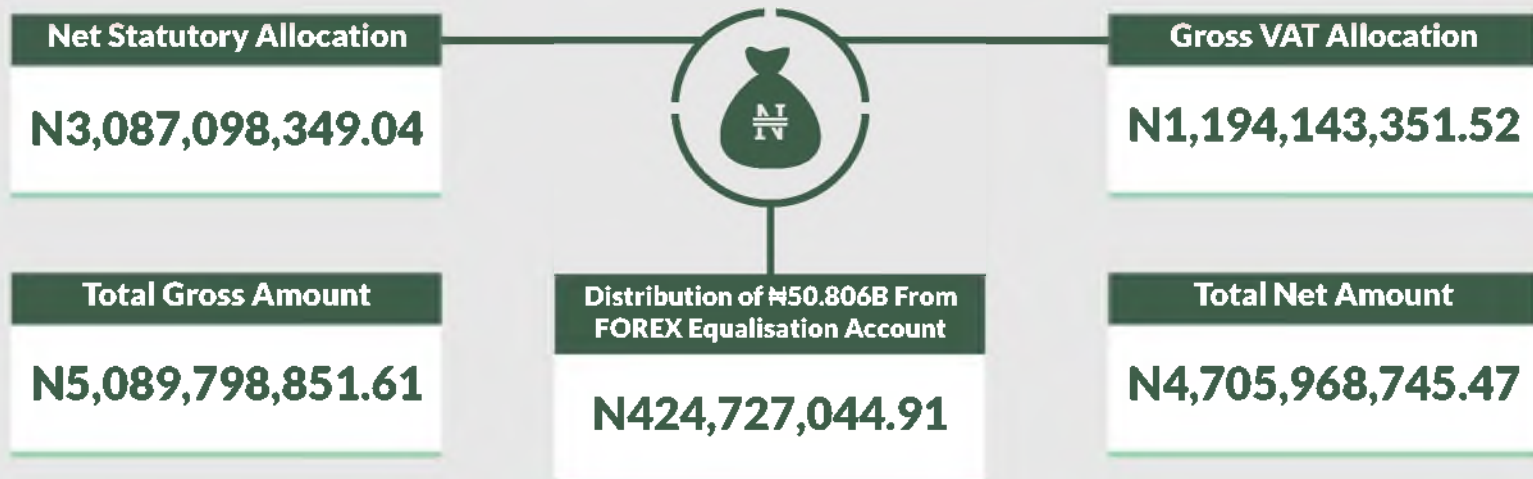 Net Statutory Allocation
N3,087,098,349.04
₦
Gross VAT Allocation
N1,194,143,351.52
Total Gross Amount
N5,089,798,851.61
Distribution of ₦50.806B From
FOREX Equalisation Account
N424,727,044.91
Total Net Amount
N4,705,968,745.47